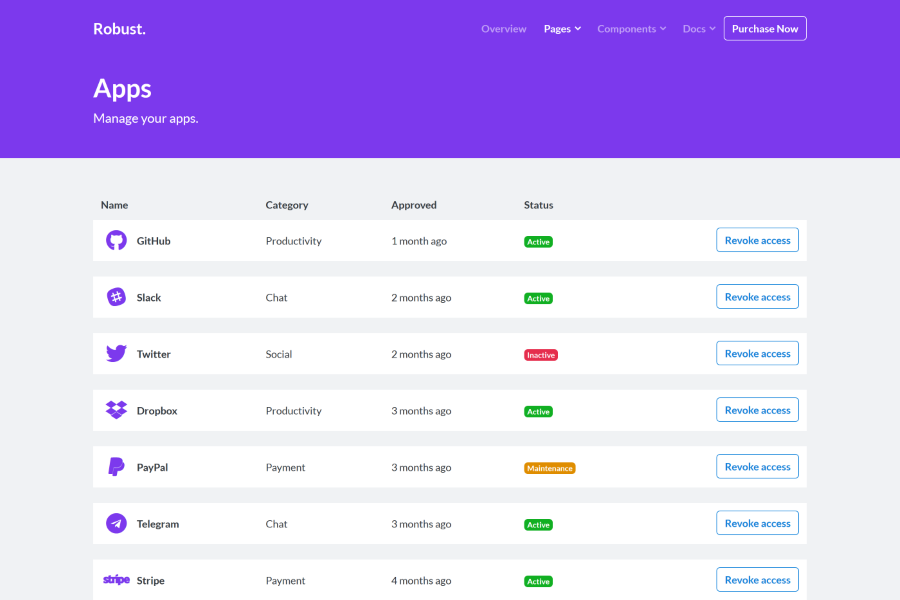 Robust.
Overview Pages Components Docs Purchase Now
Apps
Manage your apps.
Name Category Approved Status
GitHub Productivity 1 month ago Active Revoke access
Slack Chat 2 months ago Active Revoke access
Twitter Social 2 months ago Inactive Revoke access
Dropbox Productivity 3 months ago Active Revoke access
PayPal Payment 3 months ago Maintenance Revoke access
Telegram Chat 3 months ago Active Revoke access
stripe Stripe Payment 4 months ago Active Revoke access